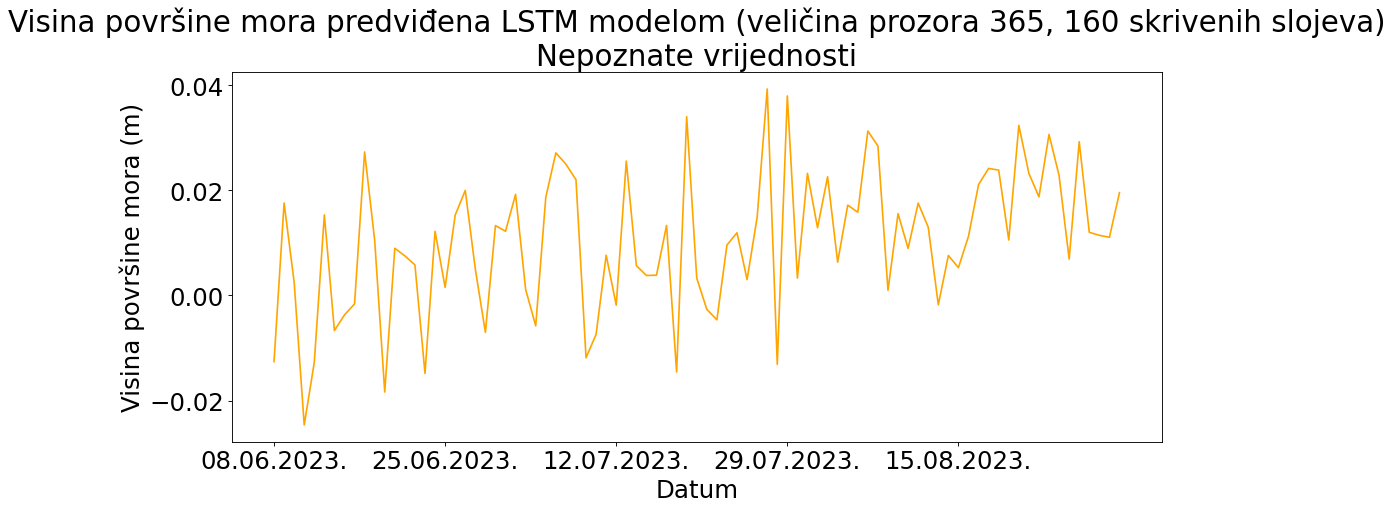 Visina površine mora predviđena LSTM modelom (veličina prozora 365, 160 skrivenih slojeva)
Nepoznate vrijednosti
Visina površine mora (m)
0.04
0.02
0.00
−0.02
08.06.2023. 25.06.2023. 12.07.2023. 29.07.2023. 15.08.2023.
Datum